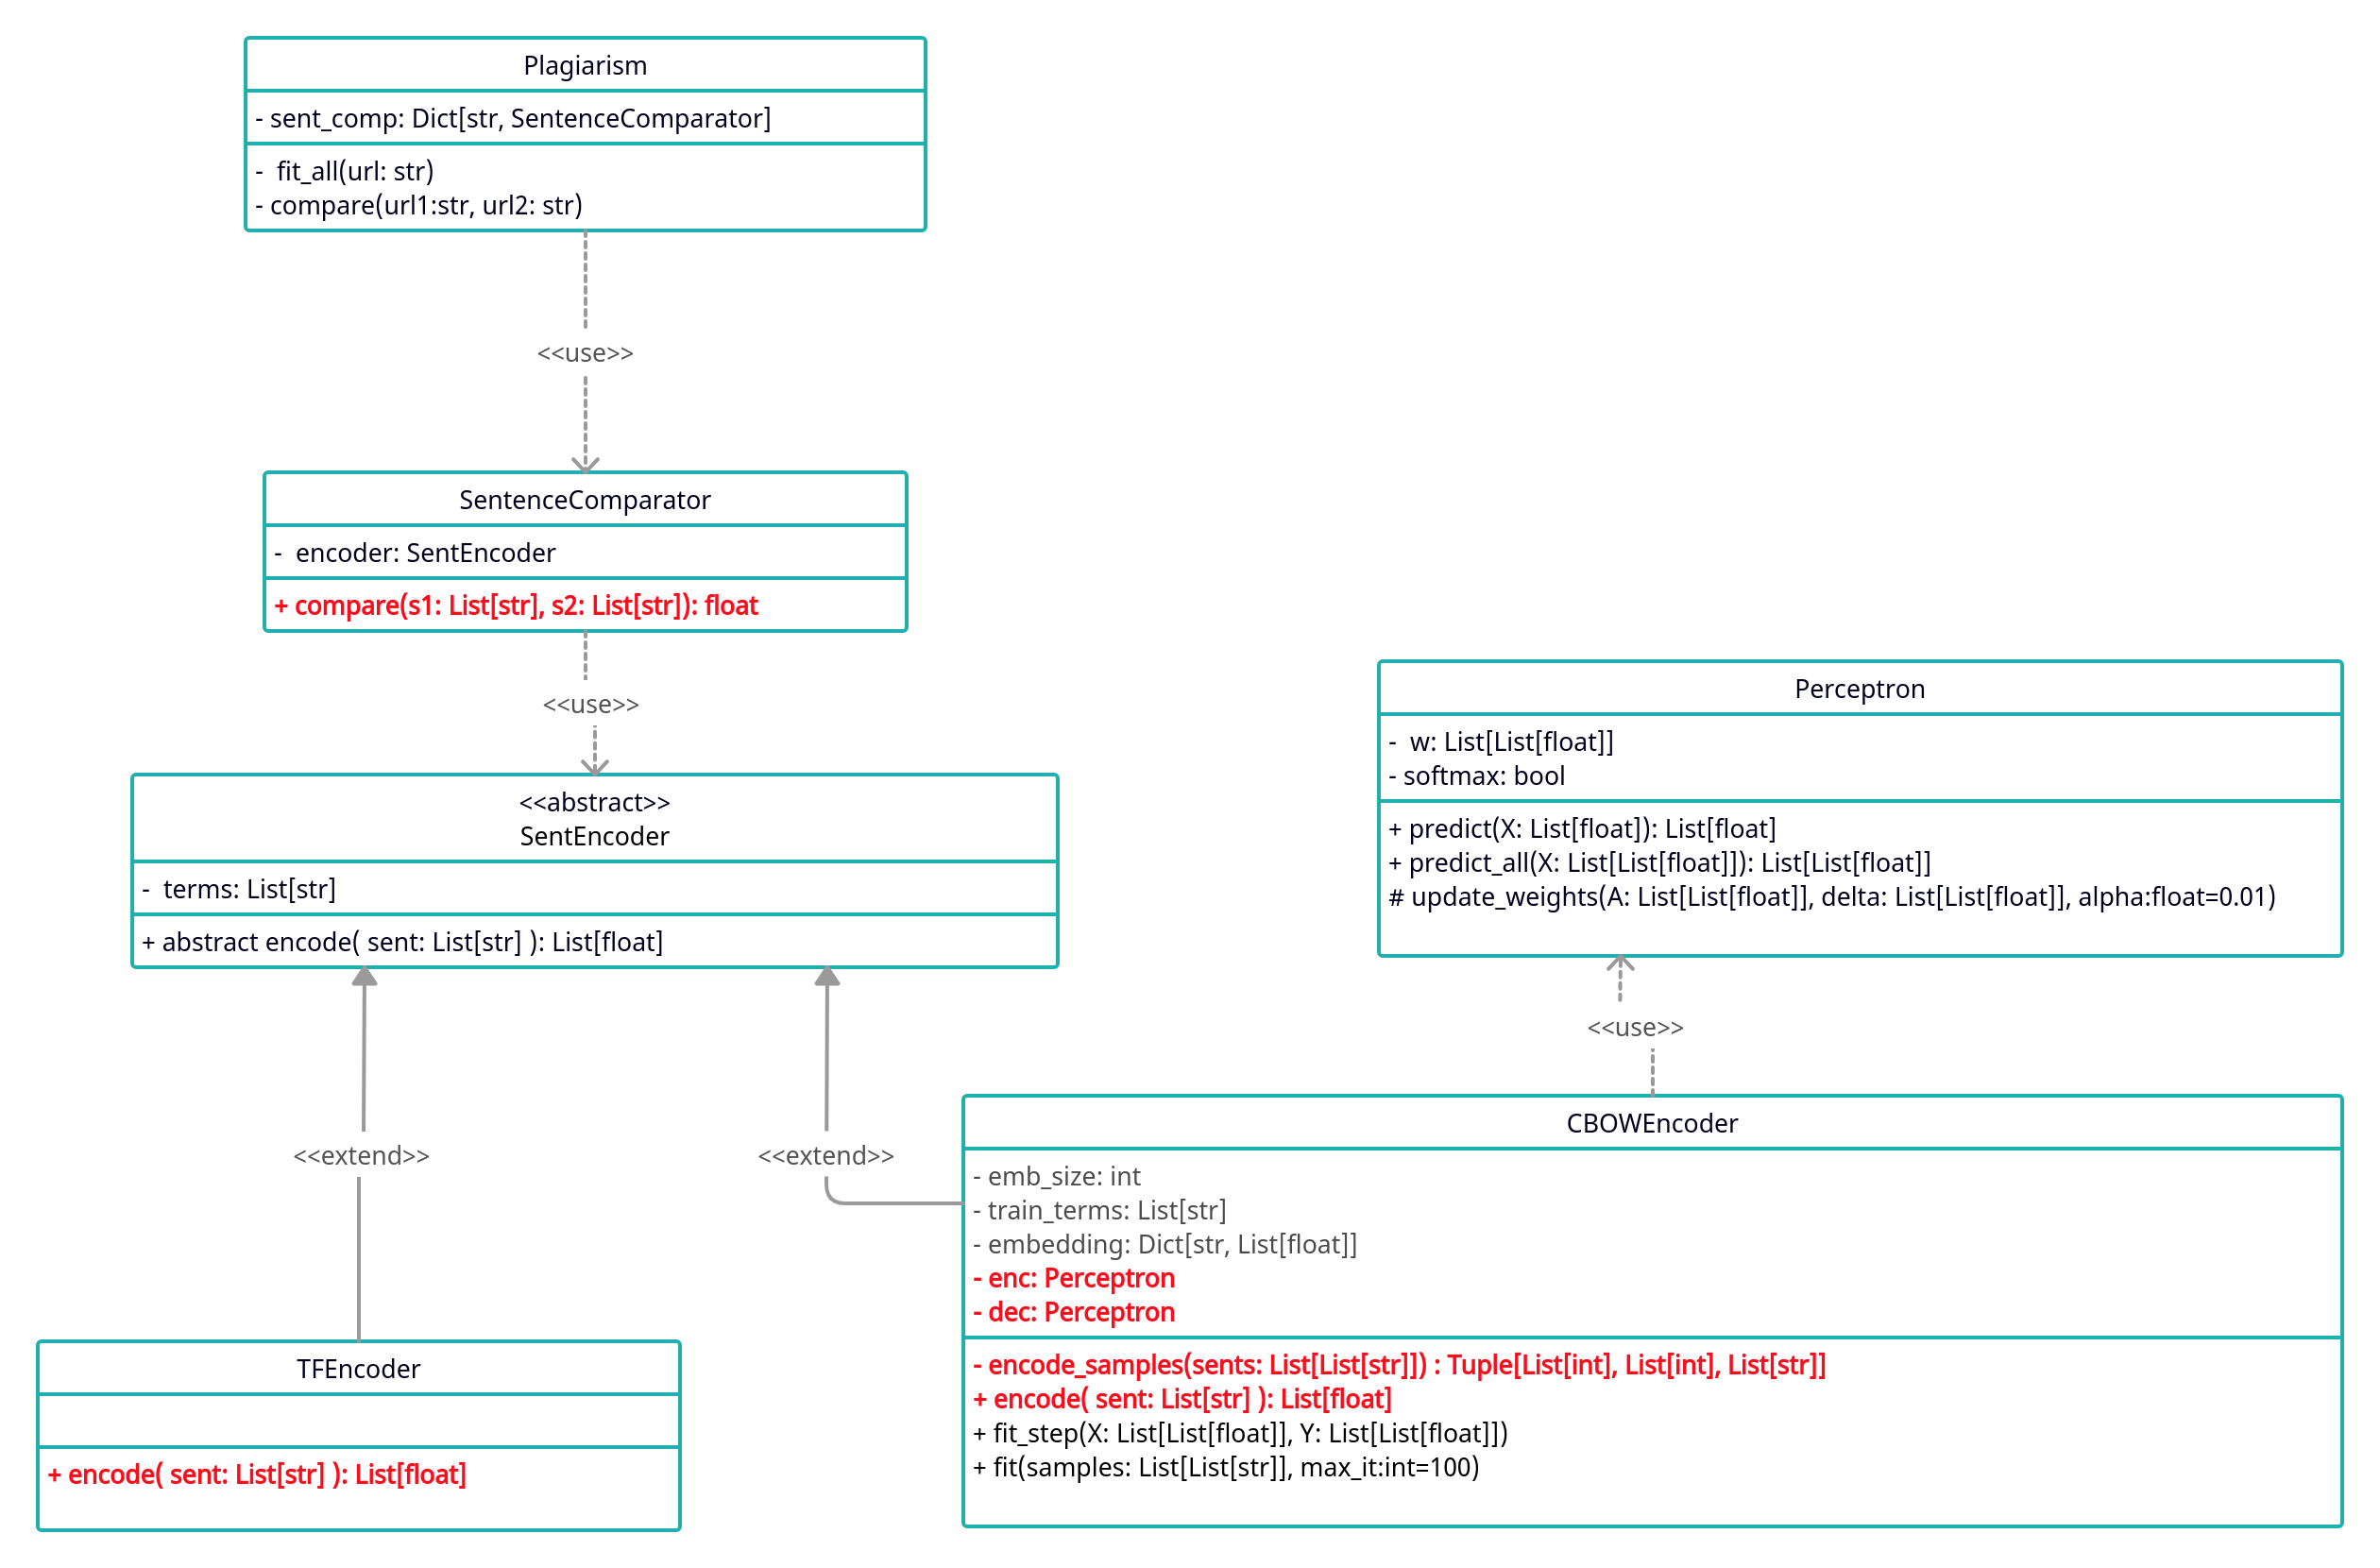 Plagiarism
- sent_comp: Dict[str, SentenceComparator]
-  fit_all(url: str)
- compare(url1:str, url2: str)
<<use>>
SentenceComparator
-  encoder: SentEncoder
+ compare(s1: List[str], s2: List[str]): float
<<use>>
<<abstract>>
SentEncoder
-  terms: List[str]
+ abstract encode( sent: List[str] ): List[float]
Perceptron
-  w: List[List[float]]
- softmax: bool
+ predict(X: List[float]): List[float]
+ predict_all(X: List[List[float]]): List[List[float]]
# update_weights(A: List[List[float]], delta: List[List[float]], alpha:float=0.01)
<<use>>
<<extend>>
<<extend>>
CBOWEncoder
- emb_size: int
- train_terms: List[str]
- embedding: Dict[str, List[float]]
- enc: Perceptron
- dec: Perceptron
- encode_samples(sents: List[List[str]]) : Tuple[List[int], List[int], List[str]]
+ encode( sent: List[str] ): List[float]
+ fit_step(X: List[List[float]], Y: List[List[float]])
+ fit(samples: List[List[str]], max_it:int=100)
TFEncoder
+ encode( sent: List[str] ): List[float]